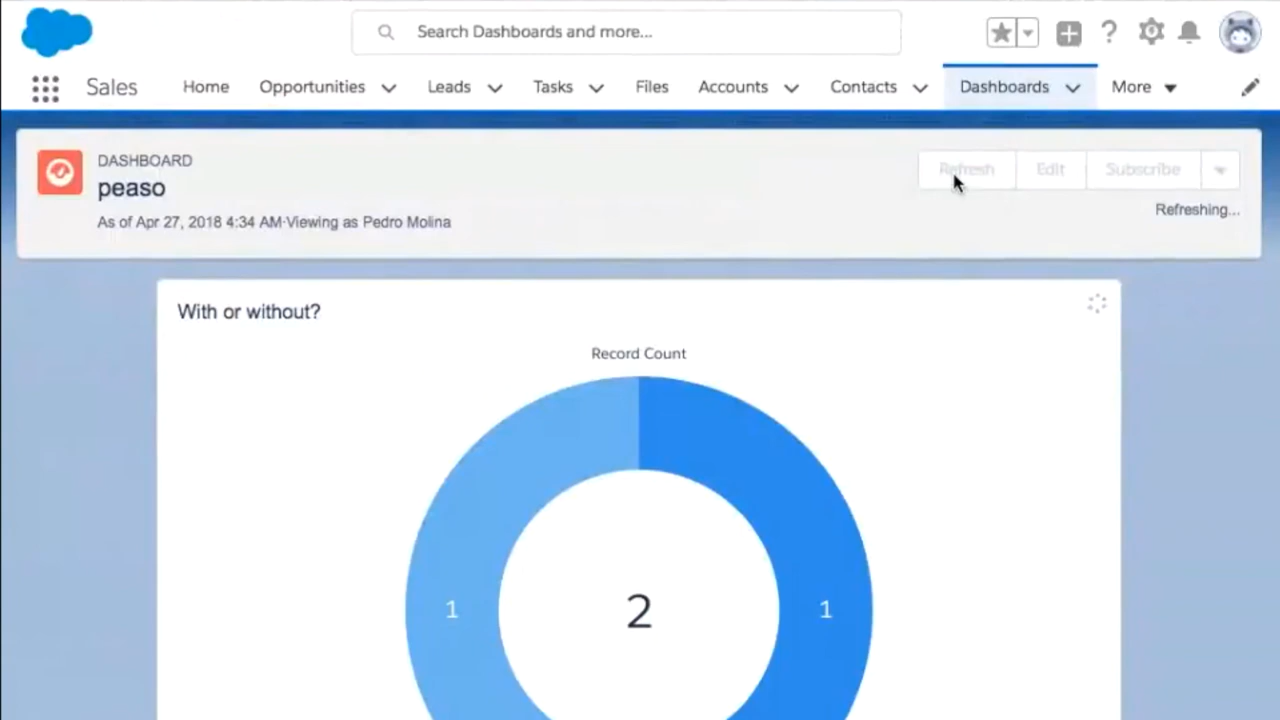 Search Dashboards and more...
Sales
Home
Opportunities
Leads
Tasks
Files
Accounts
Contacts
Dashboards
More
DASHBOARD
peaso
As of Apr 27, 2018 4:34 AM·Viewing as Pedro Molina
Refresh
Edit
Subscribe
Refreshing...
With or without?
Record Count
1
2
1